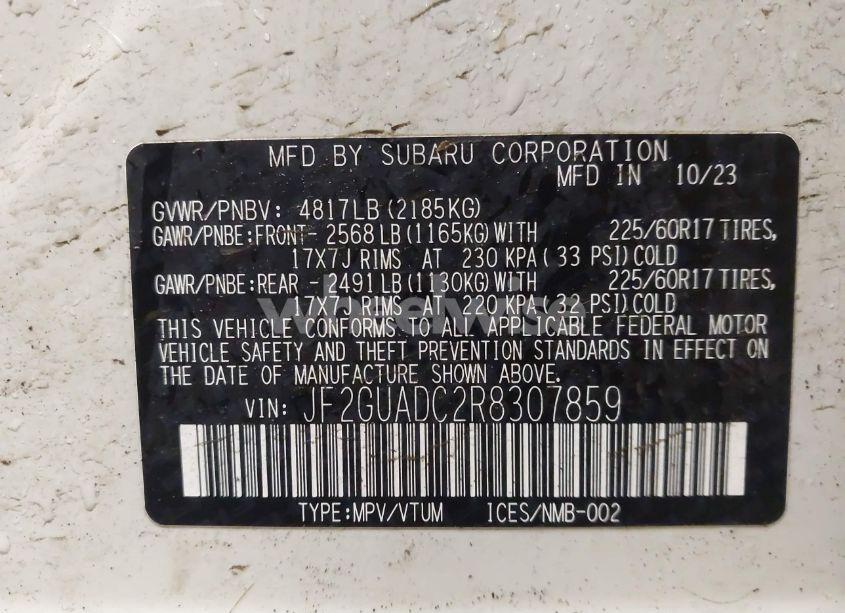 MFD BY SUBARU CORPORATION
MFD IN 10/23
GVWR/PNBV: 4817LB (2185KG)
GAWR/PNBE:FRONT- 2568 LB (1165KG) WITH 225/60R17 TIRES,
17X7J RIMS AT 230 KPA ( 33 PSI) COLD
GAWR/PNBE:REAR - 2491 LB (1130KG) WITH 225/60R17 TIRES,
17X7J RIMS AT 220 KPA (32 PSI) COLD
THIS VEHICLE CONFORMS TO ALL APPLICABLE FEDERAL MOTOR
VEHICLE SAFETY AND THEFT PREVENTION STANDARDS IN EFFECT ON
THE DATE OF MANUFACTURE SHOWN ABOVE.
VIN: JF2GUADC2R8307859
TYPE:MPV/VTUM ICES/NMB-002